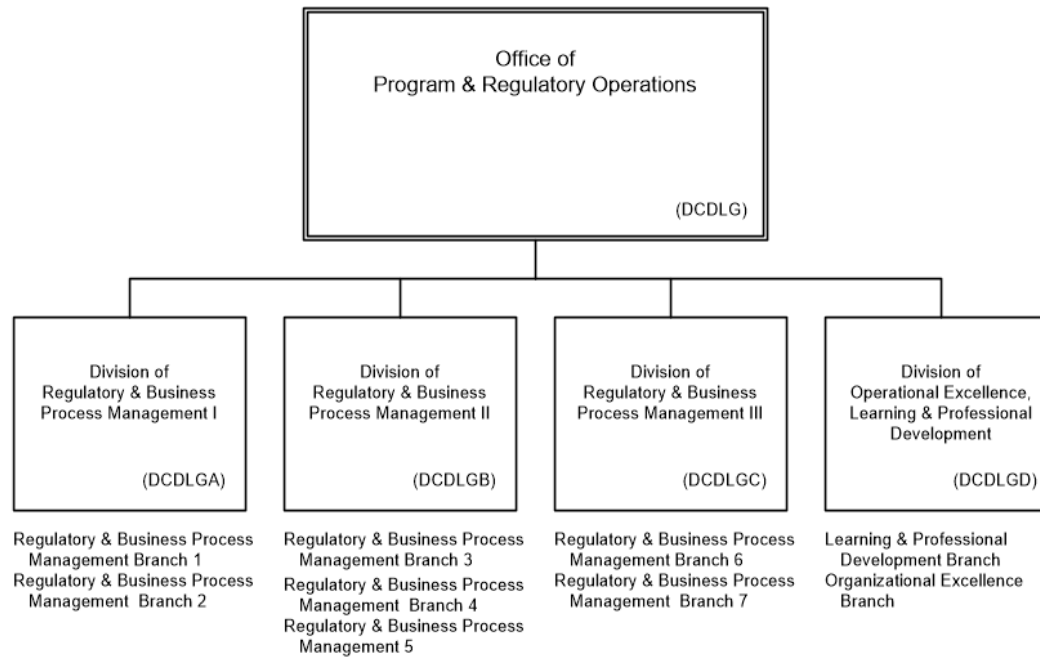 Office of
Program & Regulatory Operations
(DCDLG)
Division of
Regulatory & Business
Process Management I
(DCDLGA)
Division of
Regulatory & Business
Process Management II
(DCDLGB)
Division of
Regulatory & Business
Process Management III
(DCDLGC)
Division of
Operational Excellence,
Learning & Professional
Development
(DCDLGD)
Regulatory & Business Process
Management Branch 1
Regulatory & Business Process
Management Branch 2
Regulatory & Business Process
Management Branch 3
Regulatory & Business Process
Management Branch 4
Regulatory & Business Process
Management 5
Regulatory & Business Process
Management Branch 6
Regulatory & Business Process
Management Branch 7
Learning & Professional
Development Branch
Organizational Excellence
Branch